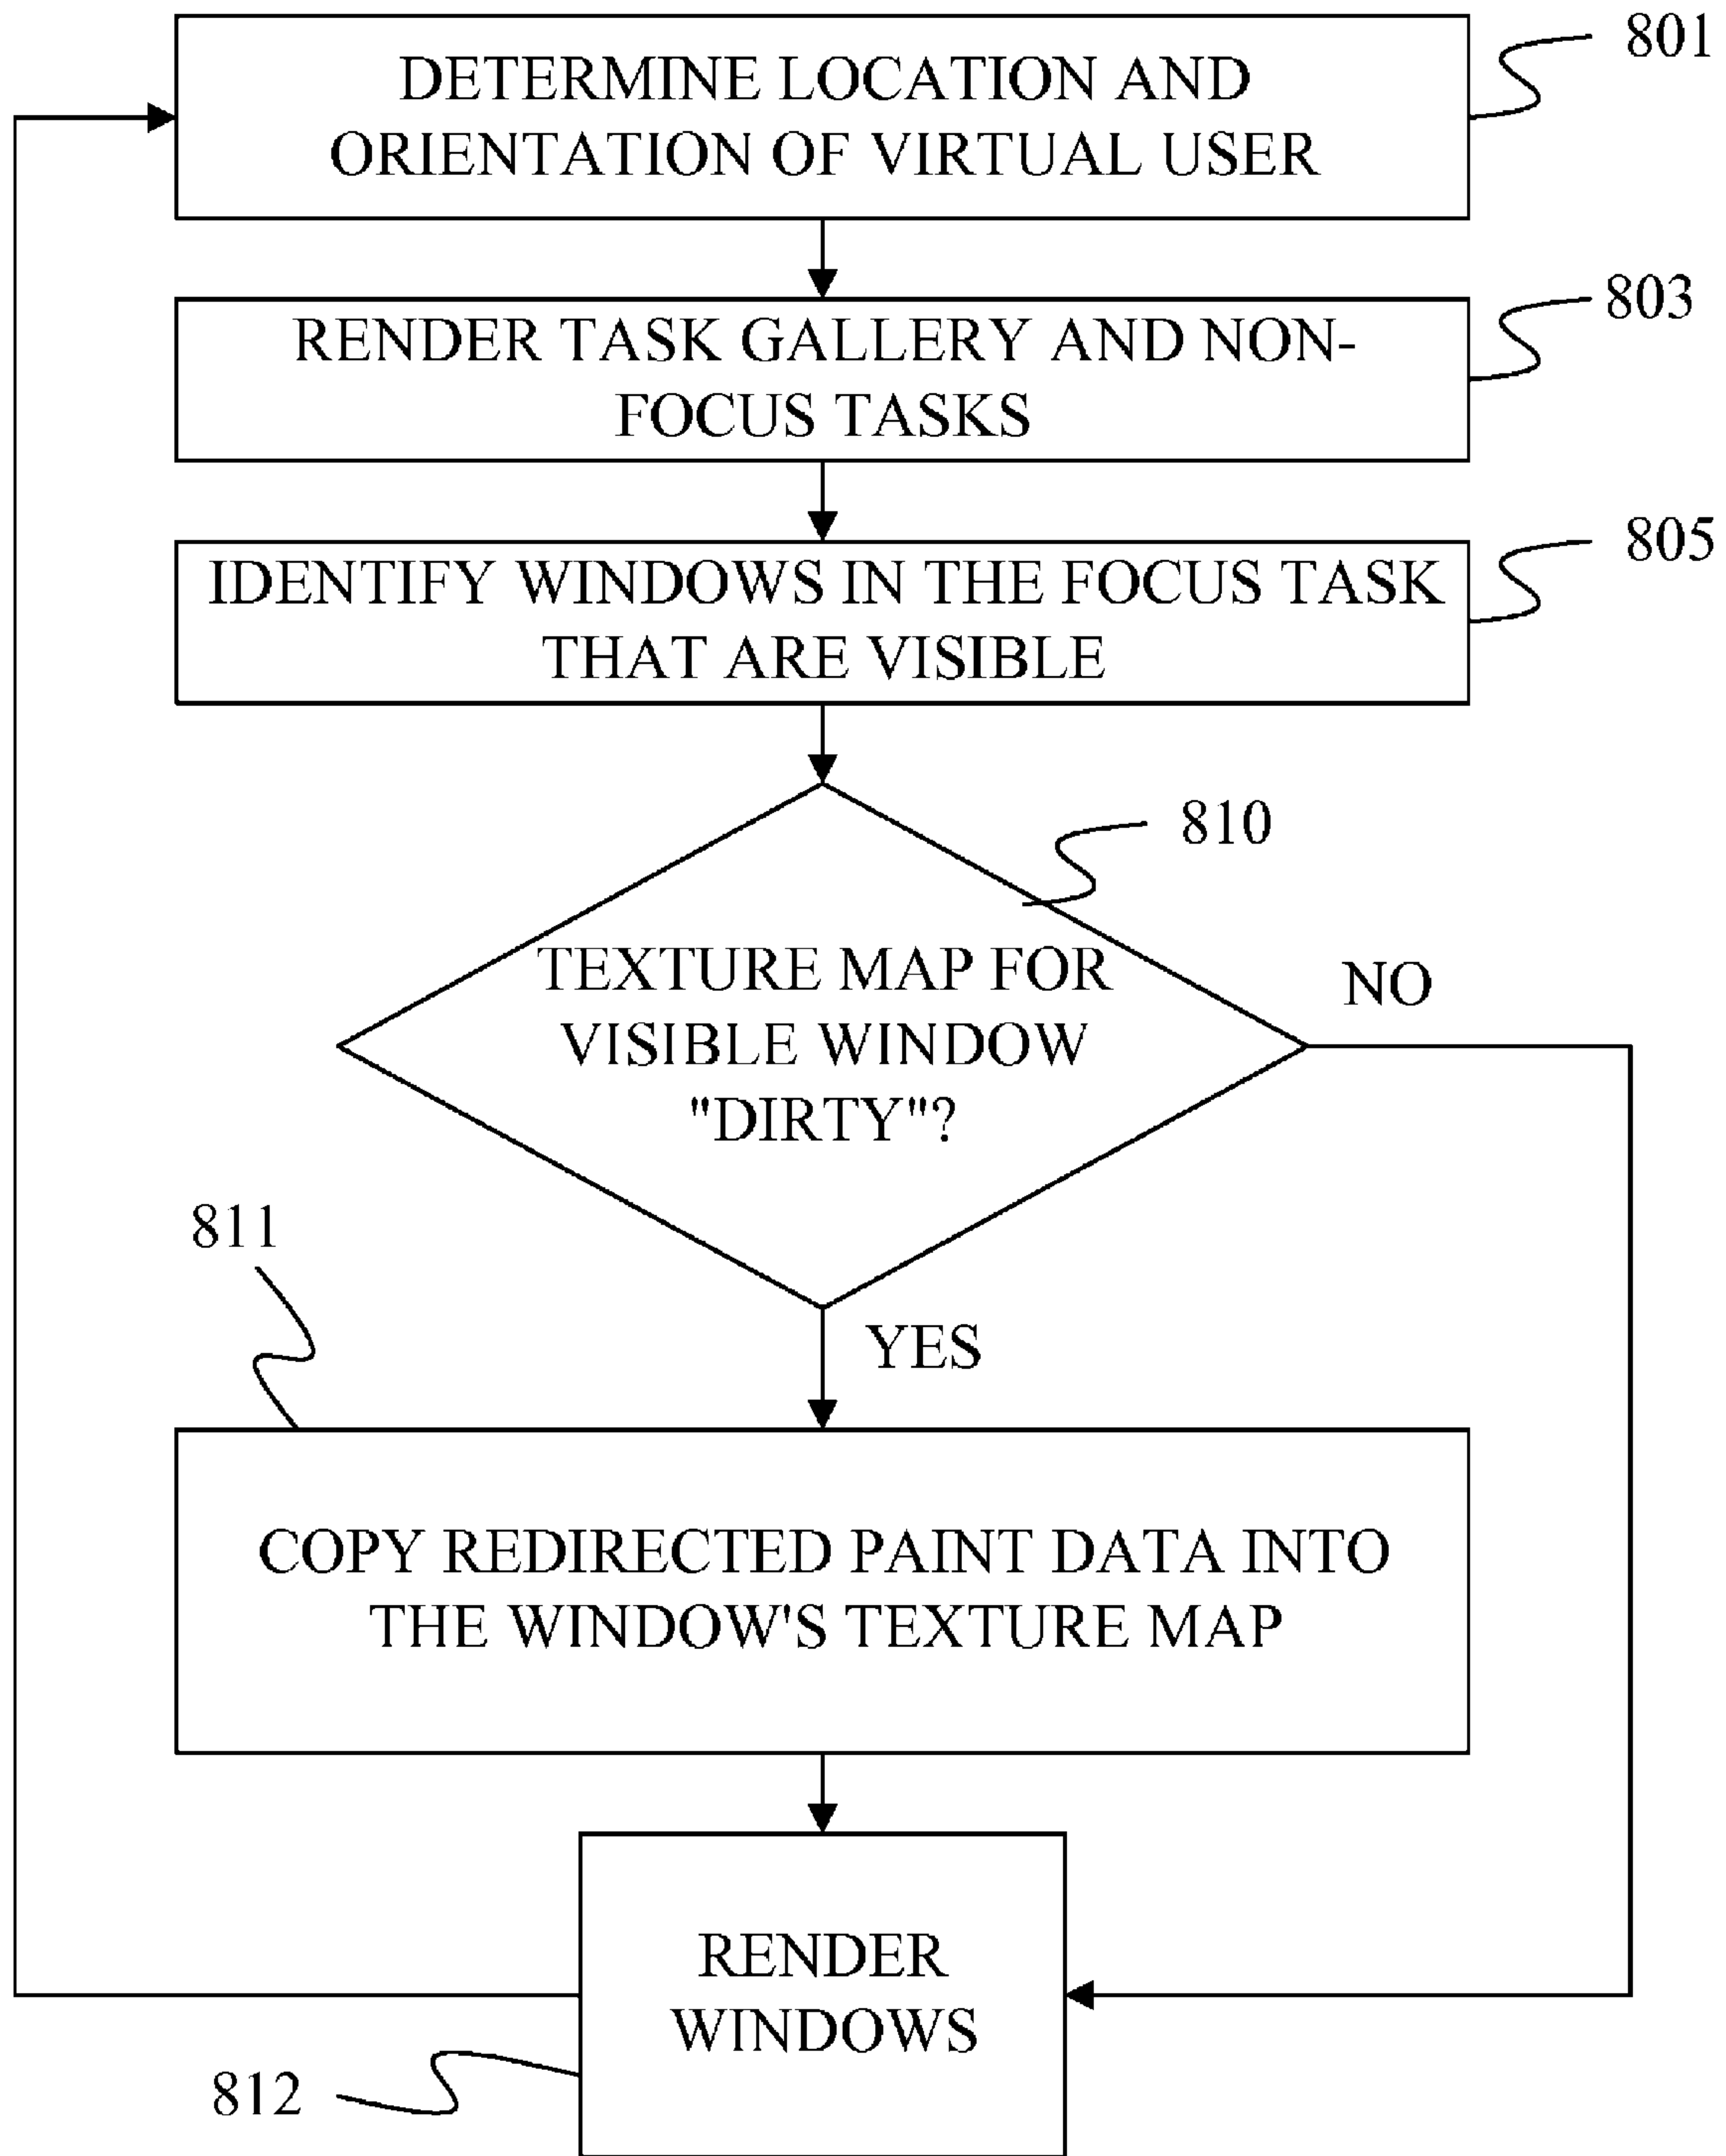 801
DETERMINE LOCATION AND
ORIENTATION OF VIRTUAL USER
803
RENDER TASK GALLERY AND NON-
FOCUS TASKS
805
IDENTIFY WINDOWS IN THE FOCUS TASK
THAT ARE VISIBLE
810
TEXTURE MAP FOR
VISIBLE WINDOW
"DIRTY"?
NO
811
YES
COPY REDIRECTED PAINT DATA INTO
THE WINDOW'S TEXTURE MAP
RENDER
WINDOWS
812